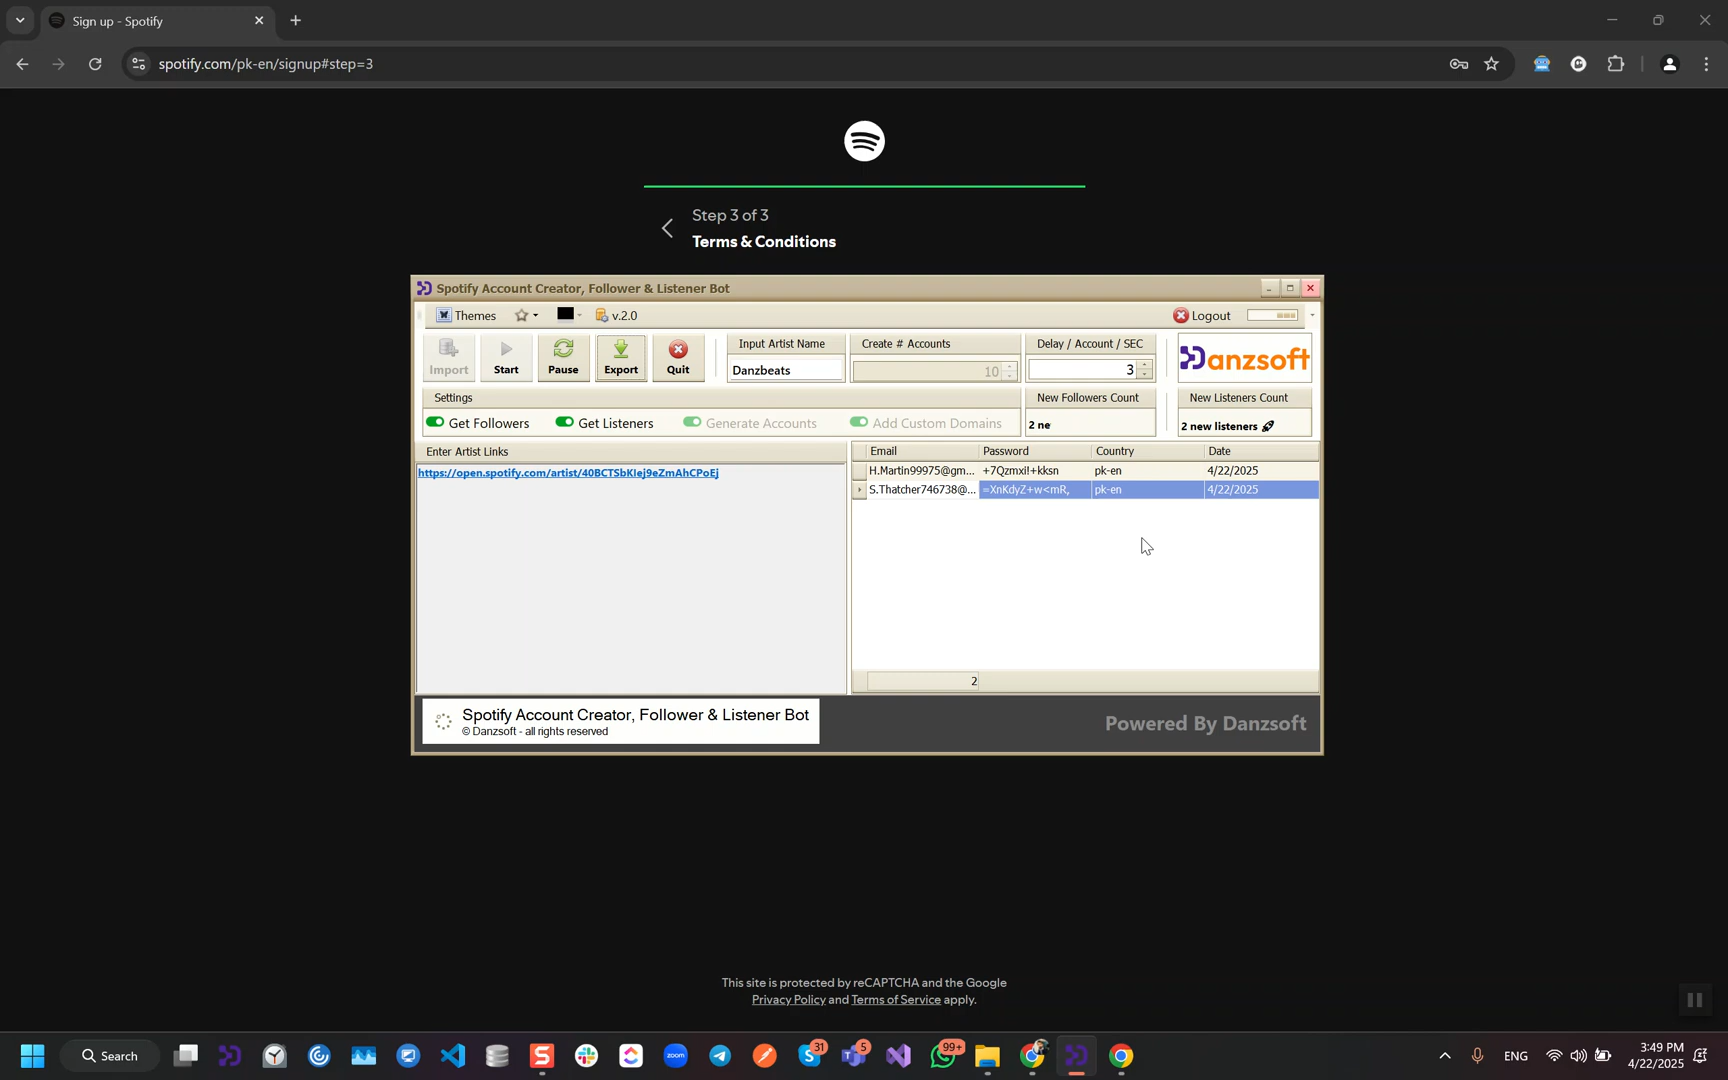 Sign up - Spotify
spotify.com/pk-en/signup#step=3
Step 3 of 3
Terms & Conditions
Spotify Account Creator, Follower & Listener Bot
Themes
v.2.0
Logout
Import
Start
Pause
Export
Quit
Input Artist Name
Danzbeats
Create # Accounts
10
Delay / Account / SEC
3
Danzsoft
Settings
Get Followers
Get Listeners
Generate Accounts
Add Custom Domains
New Followers Count
2 ne
New Listeners Count
2 new listeners
Enter Artist Links
https://open.spotify.com/artist/40BCTSbKIej9eZmAhCPoEj
Email Password Country Date
H.Martin99975@gm... +7Qzmxi!+kksn pk-en 4/22/2025
S.Thatcher746738@... =XnKdyZ+w<mR, pk-en 4/22/2025
2
Spotify Account Creator, Follower & Listener Bot
© Danzsoft - all rights reserved
Powered By Danzsoft
This site is protected by reCAPTCHA and the Google
Privacy Policy and Terms of Service apply.
Search
zoom
31
5
99+
ENG
3:49 PM
4/22/2025